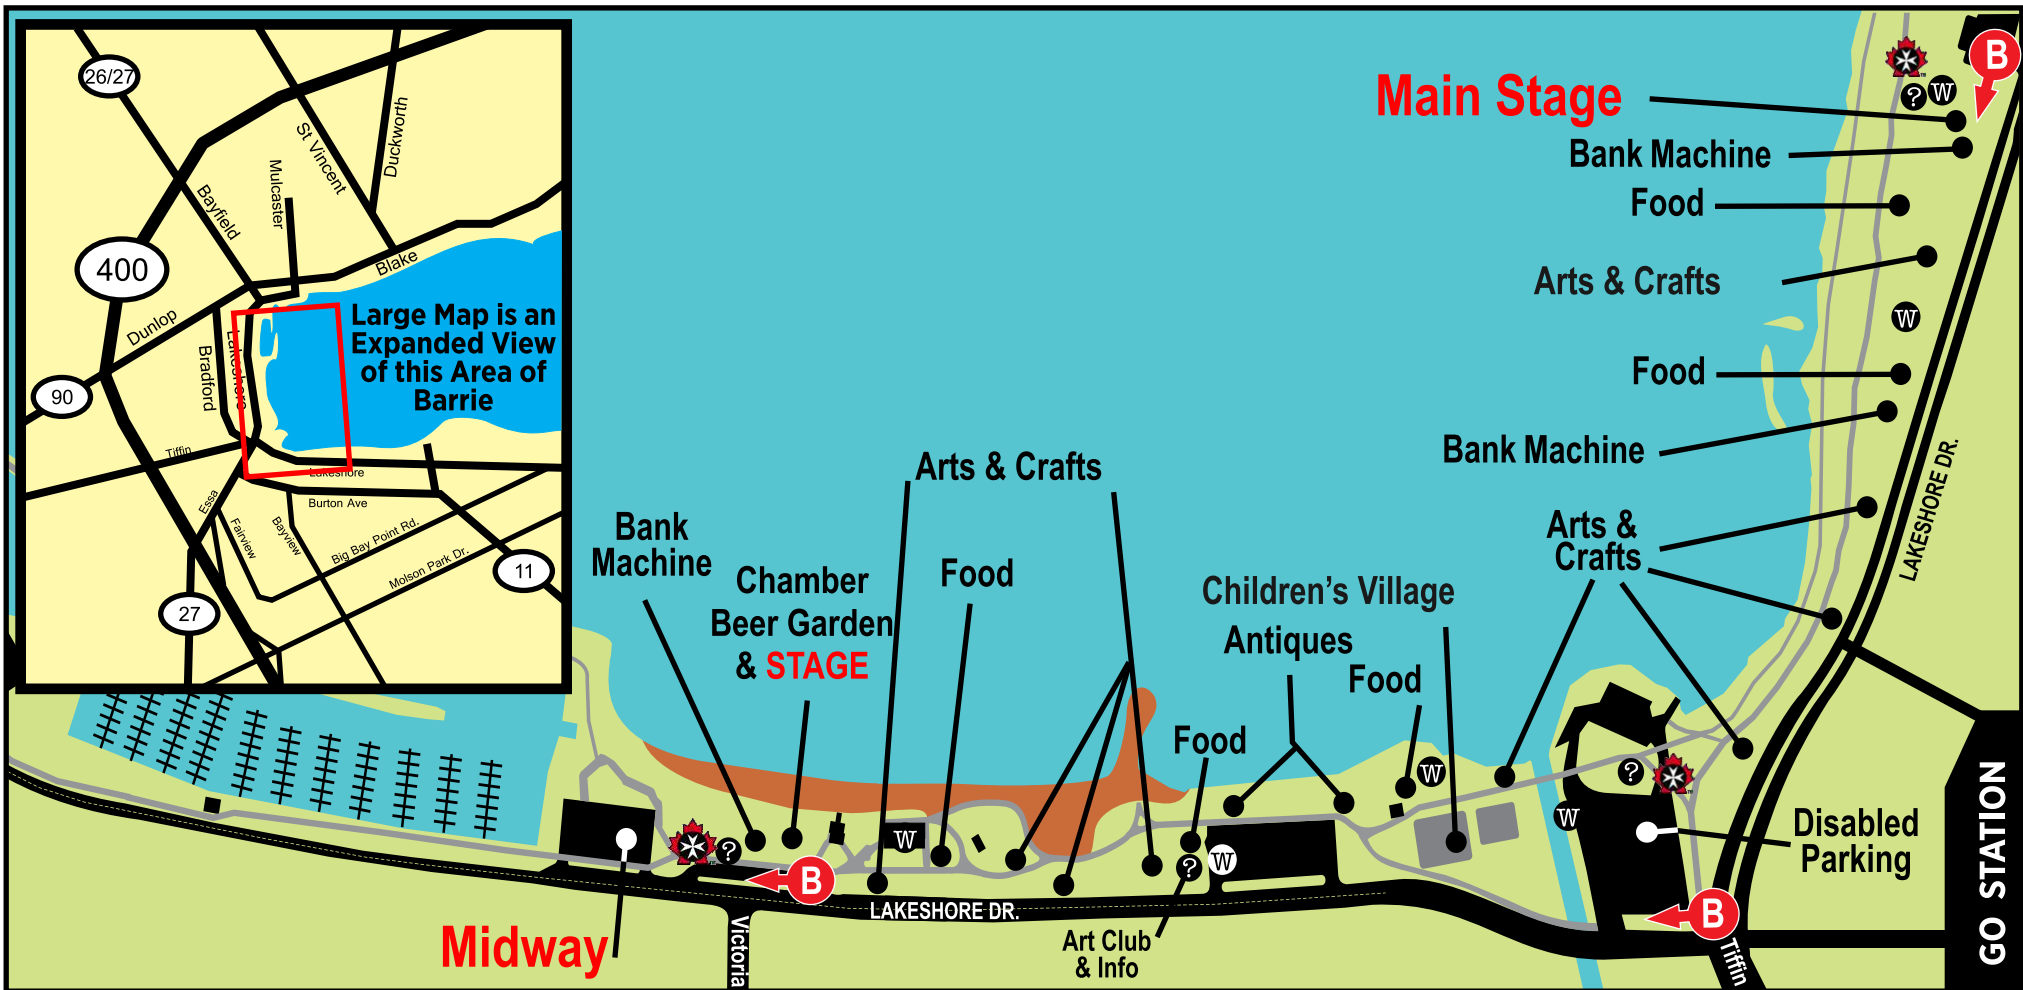 26/27
400
90
27
11
Bayfield
Mulcaster
St Vincent
Duckworth
Blake
Dunlop
Bradford
Lakeshore
Tiffin
Essa
Fairview
Bayview
Lakeshore
Burton Ave
Big Bay Point Rd.
Molson Park Dr.
Large Map is an
Expanded View
of this Area of
Barrie
Main Stage
Bank Machine
Food
Arts & Crafts
Food
Bank Machine
Arts &
Crafts
B
?
W
W
LAKESHORE DR.
Bank
Machine
Chamber
Beer Garden
& STAGE
Arts & Crafts
Food
Children's Village
Antiques
Food
Food
W
?
W
Disabled
Parking
GO STATION
?
W
?
W
B
B
LAKESHORE DR.
Midway
Victoria
Art Club
& Info
Tiffin